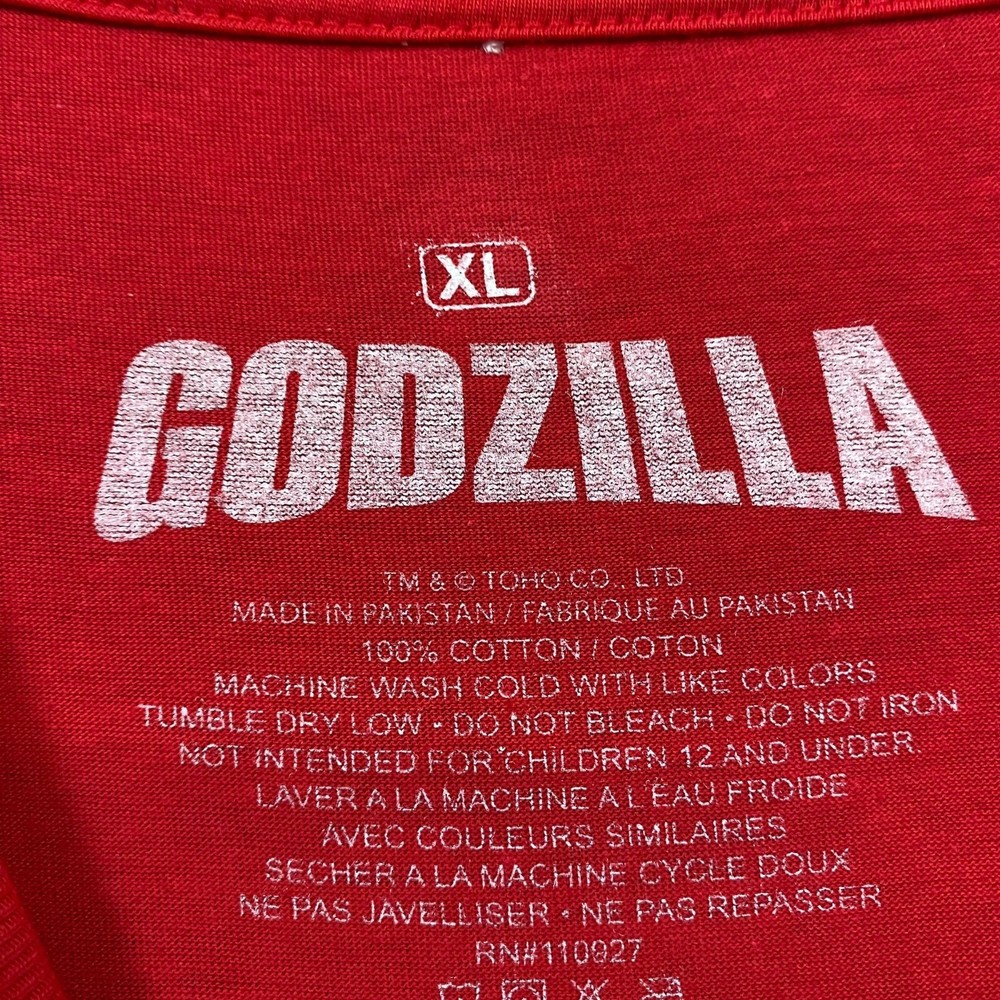 XL
GODZILLA
TM & © TOHO CO., LTD.
MADE IN PAKISTAN / FABRIQUE AU PAKISTAN
100% COTTON / COTON
MACHINE WASH COLD WITH LIKE COLORS
TUMBLE DRY LOW • DO NOT BLEACH • DO NOT IRON
NOT INTENDED FOR CHILDREN 12 AND UNDER
LAVER A LA MACHINE A L'EAU FROIDE
AVEC COULEURS SIMILAIRES
SECHER A LA MACHINE CYCLE DOUX
NE PAS JAVELLISER • NE PAS REPASSER
RN#110927